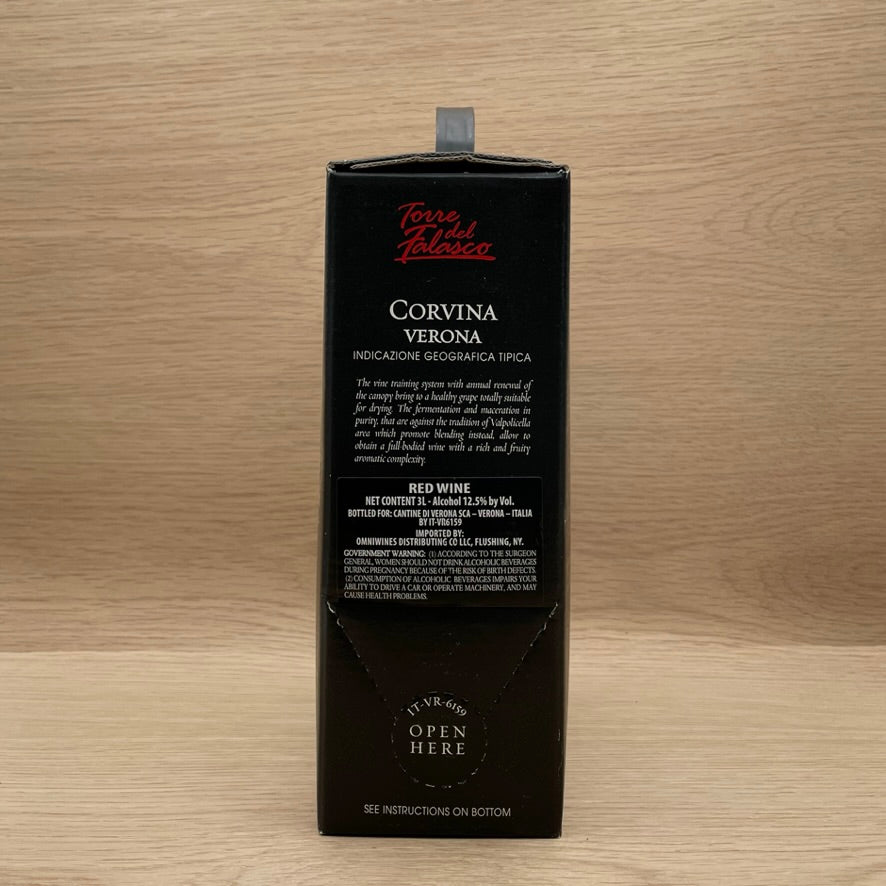 Torre
del
Falasco
CORVINA
VERONA
INDICAZIONE GEOGRAFICA TIPICA
The vine training system with annual renewal of
the canopy bring to a healthy grape totally suitable
for drying. The fermentation and maceration in
purity, that are against the tradition of Valpolicella
area which promote blending instead, allow to
obtain a full-bodied wine with a rich and fruity
aromatic complexity.
RED WINE
NET CONTENT 3L - Alcohol 12.5% by Vol.
BOTTLED FOR: CANTINE DI VERONA SCA – VERONA – ITALIA
BY IT-VR6159
IMPORTED BY:
OMNIWINES DISTRIBUTING CO LLC, FLUSHING, NY.
GOVERNMENT WARNING: (1) ACCORDING TO THE SURGEON
GENERAL, WOMEN SHOULD NOT DRINK ALCOHOLIC BEVERAGES
DURING PREGNANCY BECAUSE OF THE RISK OF BIRTH DEFECTS.
(2) CONSUMPTION OF ALCOHOLIC BEVERAGES IMPAIRS YOUR
ABILITY TO DRIVE A CAR OR OPERATE MACHINERY, AND MAY
CAUSE HEALTH PROBLEMS.
IT-VR-6159
OPEN
HERE
SEE INSTRUCTIONS ON BOTTOM